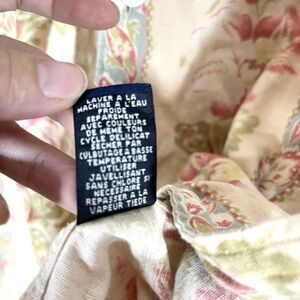 LAVER A LA
MACHINE A L'EAU
FROIDE
SEPAREMENT
AVEC COULEURS
DE MEME TON
CYCLE DELILICAT
SECHER PAR
CULBUTAGE A BASSE
TEMPERATURE
UTILISER
JAVELLISANT
SANS CHLORE SI
NECESSAIRE
REPASSER A LA
VAPEUR TIEDE